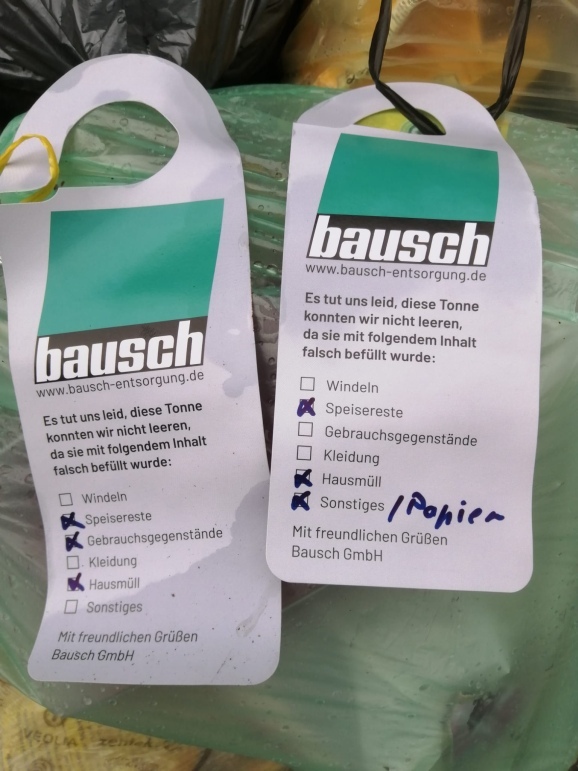 bausch
www.bausch-entsorgung.de
Es tut uns leid, diese Tonne
konnten wir nicht leeren,
da sie mit folgendem Inhalt
falsch befüllt wurde:
Windeln
Speisereste
Gebrauchsgegenstände
Kleidung
Hausmüll
Sonstiges
Mit freundlichen Grüßen
Bausch GmbH
bausch
www.bausch-entsorgung.de
Es tut uns leid, diese Tonne
konnten wir nicht leeren,
da sie mit folgendem Inhalt
falsch befüllt wurde:
Windeln
Speisereste
Gebrauchsgegenstände
Kleidung
Hausmüll
Sonstiges /Papier
Mit freundlichen Grüßen
Bausch GmbH
VEOLIA